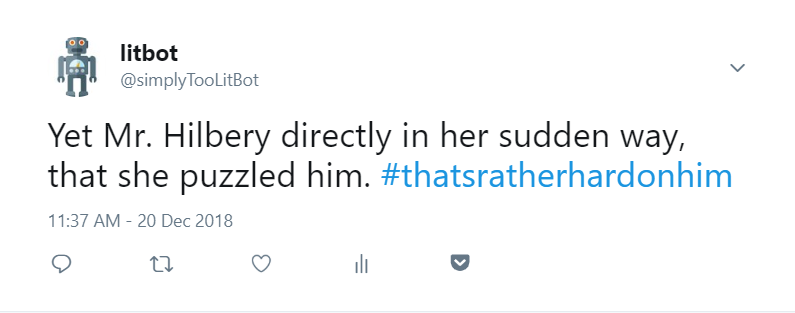 litbot
@simplyTooLitBot
Yet Mr. Hilbery directly in her sudden way,
that she puzzled him. #thatsratherhardonhim
11:37 AM - 20 Dec 2018